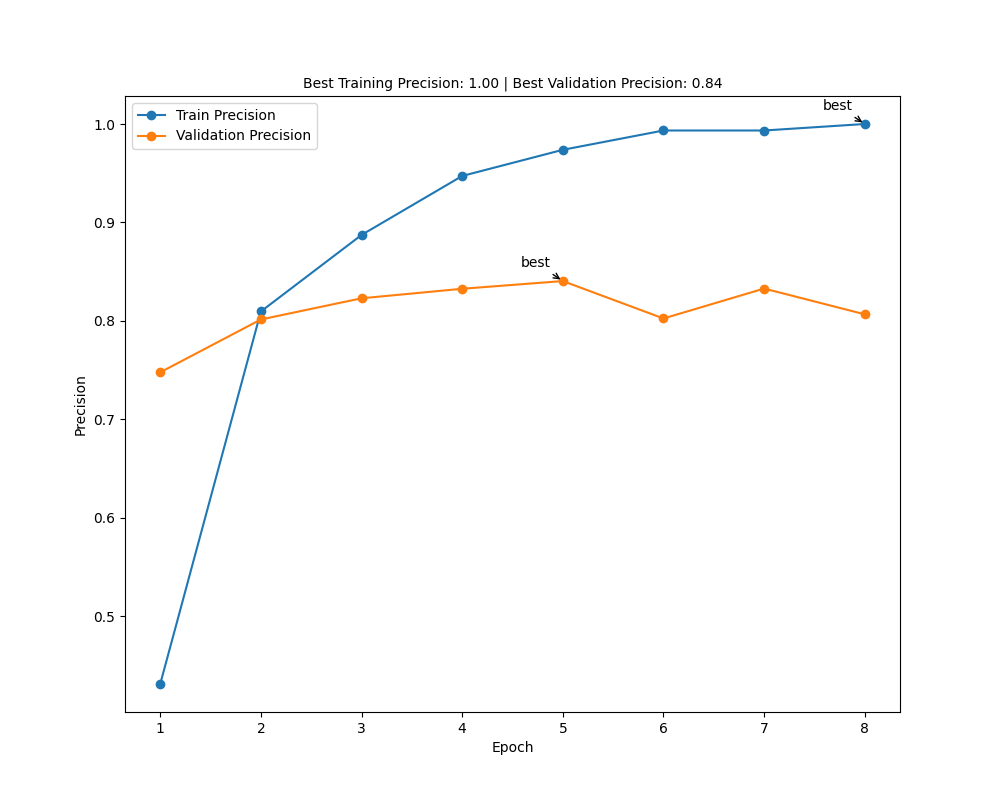 Best Training Precision: 1.00 | Best Validation Precision: 0.84
Train Precision
Validation Precision
best
best
1.0
0.9
0.8
0.7
0.6
0.5
Precision
1 2 3 4 5 6 7 8
Epoch